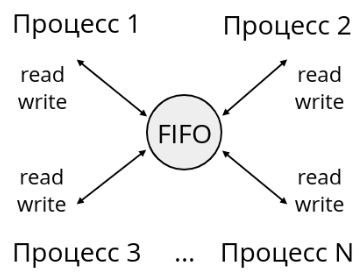 Процесс 1
Процесс 2
read
write
read
write
FIFO
read
write
read
write
Процесс 3 ... Процесс N